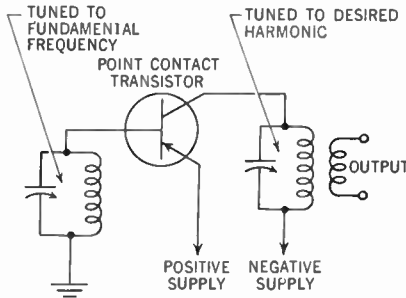 TUNED TO
FUNDAMENTAL
FREQUENCY
POINT CONTACT
TRANSISTOR
TUNED TO DESIRED
HARMONIC
OUTPUT
POSITIVE
SUPPLY
NEGATIVE
SUPPLY